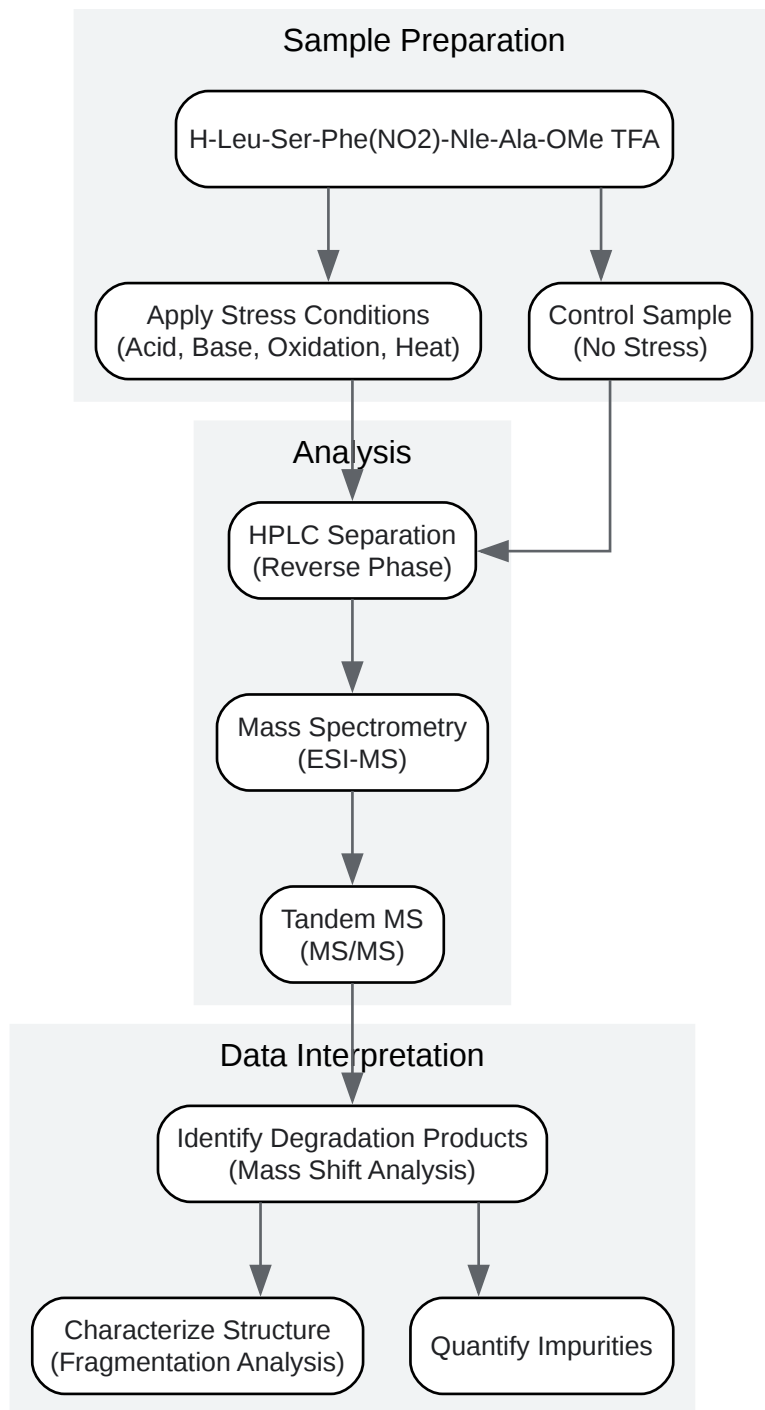 Sample Preparation
H-Leu-Ser-Phe(NO2)-Nle-Ala-OMe TFA
Apply Stress Conditions
(Acid, Base, Oxidation, Heat)
Control Sample
(No Stress)
Analysis
HPLC Separation
(Reverse Phase)
Mass Spectrometry
(ESI-MS)
Tandem MS
(MS/MS)
Data Interpretation
Identify Degradation Products
(Mass Shift Analysis)
Characterize Structure
(Fragmentation Analysis)
Quantify Impurities